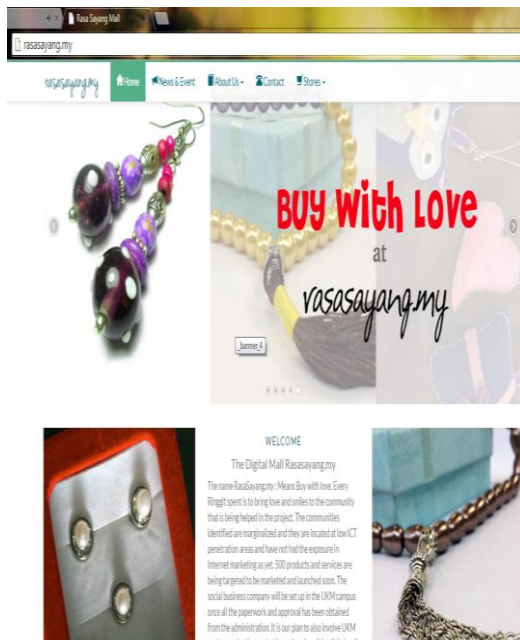 Rasa Sayang Mall
rasasayang.my
rasasayang.my Home News & Event About Us Contact Stores
BUY WITH LOVE
at
rasasayang.my
_banner_4
WELCOME
The Digital Mall Rasasayang.my
The name RasaSayang.my : Means Buy with love. Every
Ringgit spent is to bring love and smiles to the community
that is being helped in the project. The communities
identified are marginalized and they are located at low ICT
penetration areas and have not had the exposure in
Internet marketing as yet. 500 products and services are
being targeted to be marketed and launched soon. The
social business company will be set up in the UKM campus
once all the paperwork and approval has been obtained
from the administration. It is our plan to also involve UKM